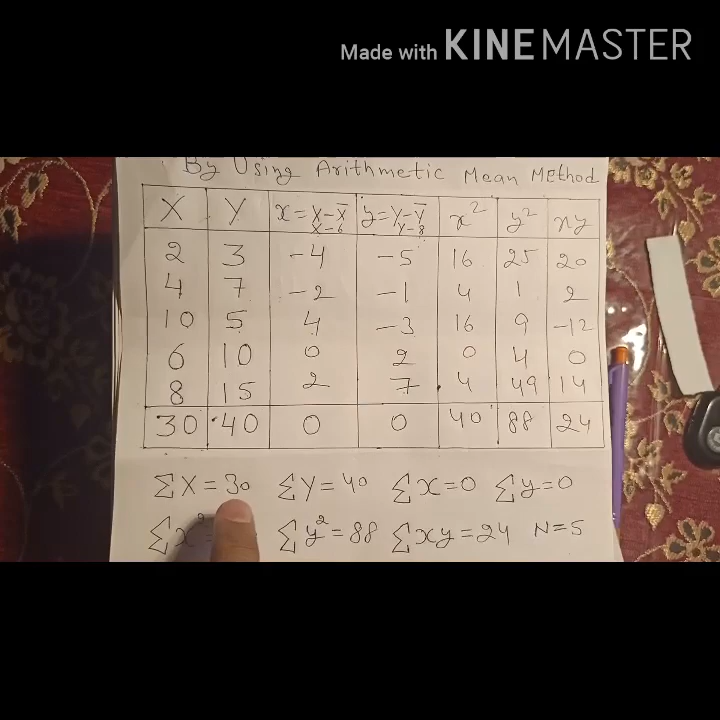 Made with KINEMASTER
By Using Arithmetic Mean Method
X Y x=X-X̅ y=Y-Y̅ x² y² xy
X-6 Y-8
2 3 -4 -5 16 25 20
4 7 -2 -1 4 1 2
10 5 4 -3 16 9 -12
6 10 0 2 0 4 0
8 15 2 7 4 49 14
30 40 0 0 40 88 24
ΣX=30 ΣY=40 Σx=0 Σy=0
Σx²= Σy²=88 Σxy=24 N=5